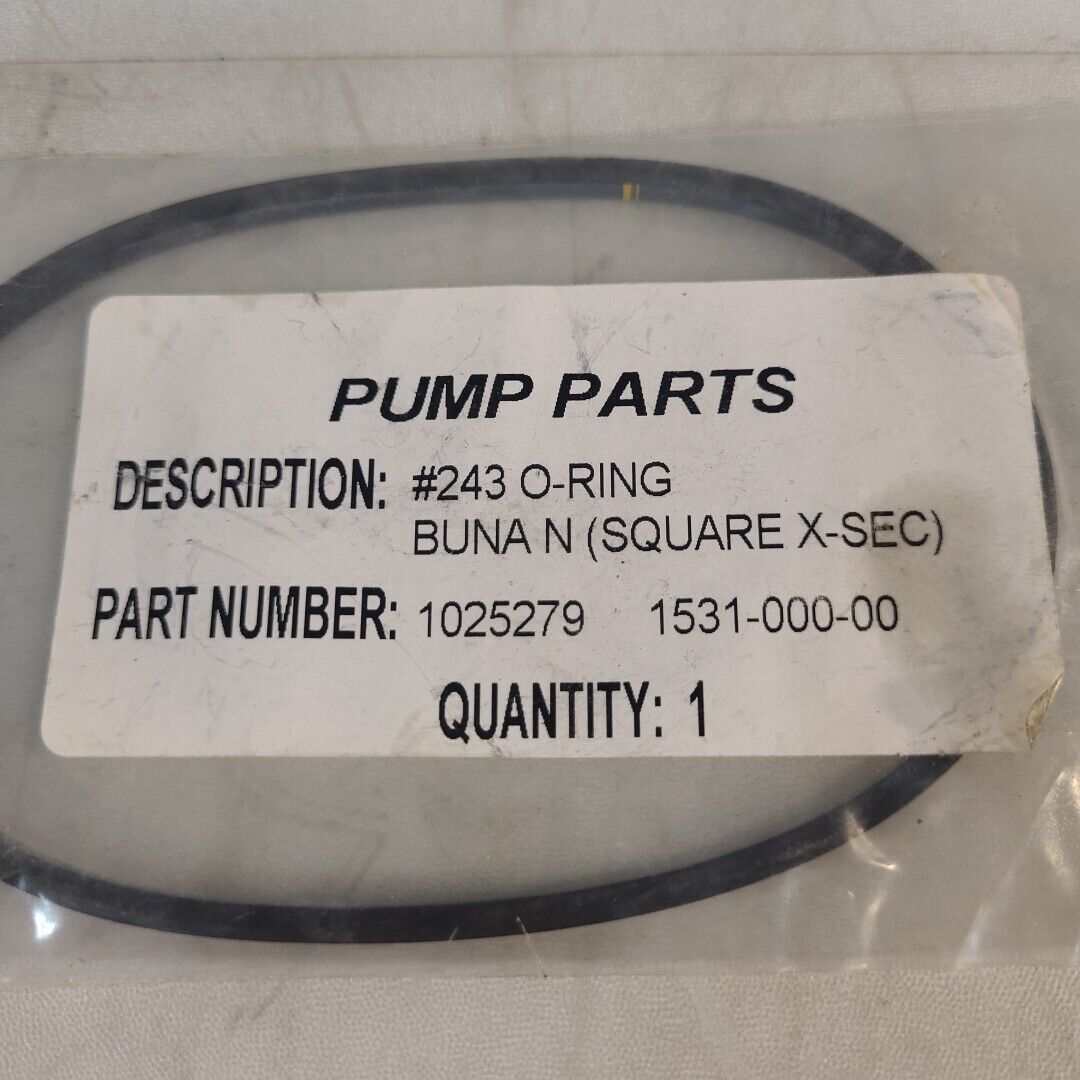 PUMP PARTS
DESCRIPTION: #243 O-RING
BUNA N (SQUARE X-SEC)
PART NUMBER: 1025279 1531-000-00
QUANTITY: 1